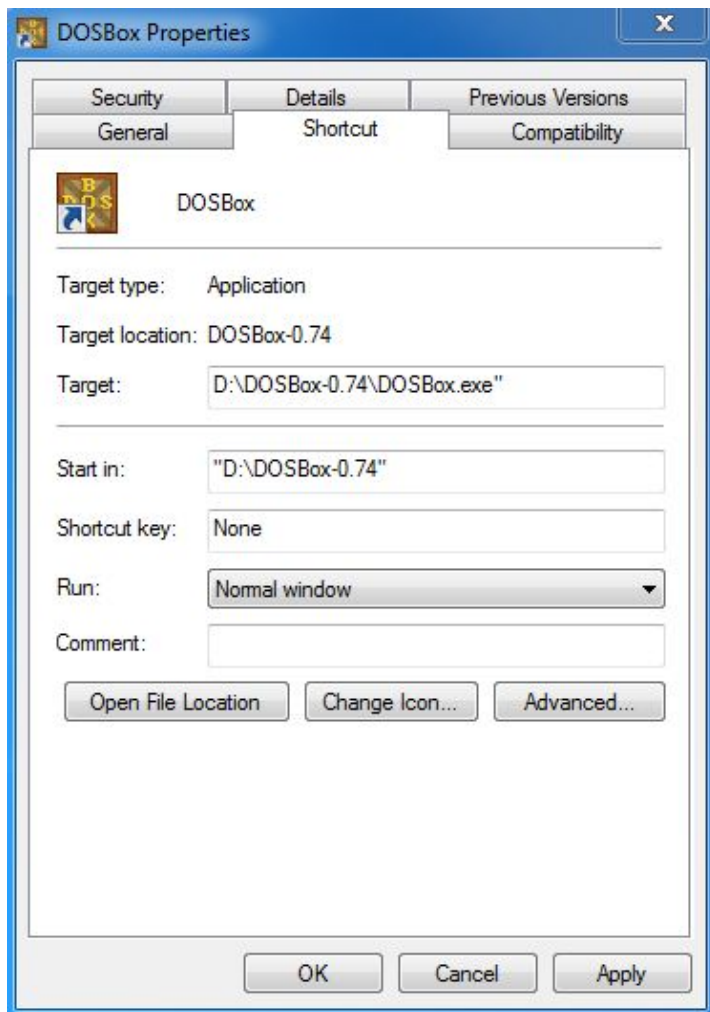 DOSBox Properties
X
Security Details Previous Versions
General Shortcut Compatibility
B
DOS
X
DOSBox
Target type: Application
Target location: DOSBox-0.74
Target: D:\DOSBox-0.74\DOSBox.exe"
Start in: "D:\DOSBox-0.74"
Shortcut key: None
Run: Normal window
Comment:
Open File Location Change Icon... Advanced...
OK Cancel Apply